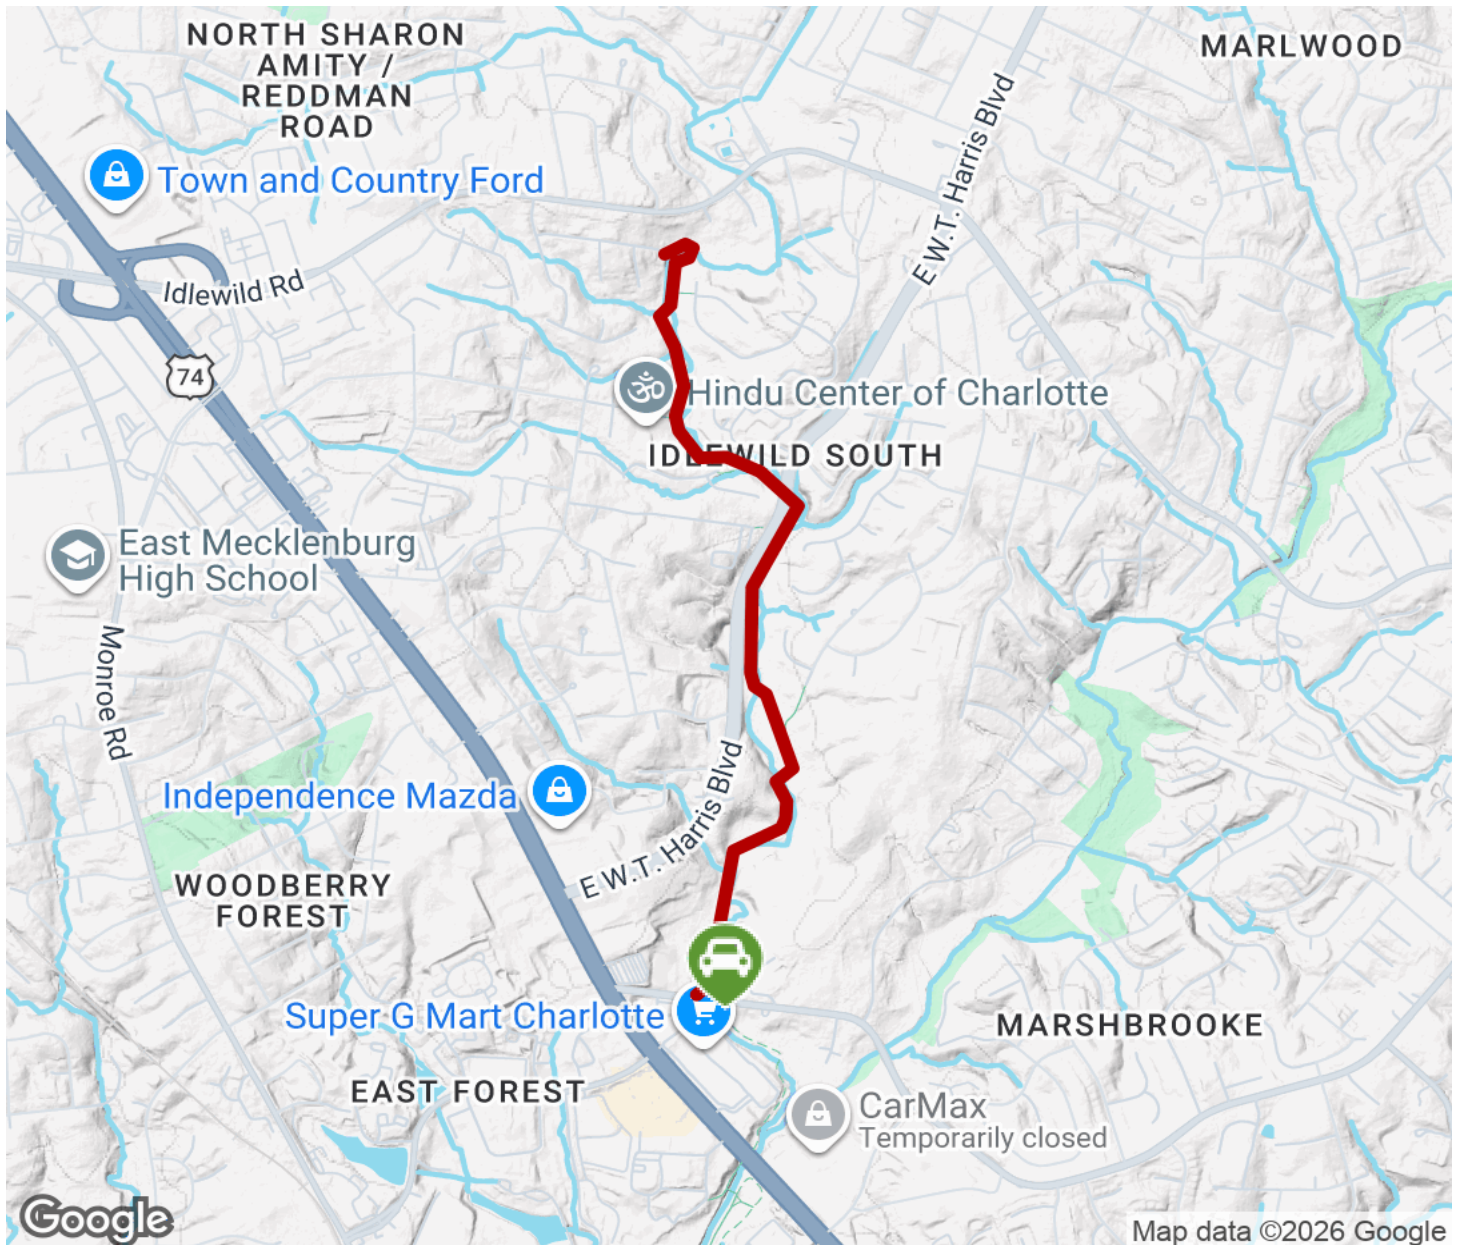 NORTH SHARON
AMITY /
REDDMAN
ROAD
MARLWOOD
E W.T. Harris Blvd
Town and Country Ford
Idlewild Rd
74
Hindu Center of Charlotte
IDLEWILD SOUTH
East Mecklenburg
High School
Monroe Rd
Independence Mazda
E W.T. Harris Blvd
WOODBERRY
FOREST
Super G Mart Charlotte
MARSHBROOKE
EAST FOREST
CarMax
Temporarily closed
Google
Map data ©2026 Google